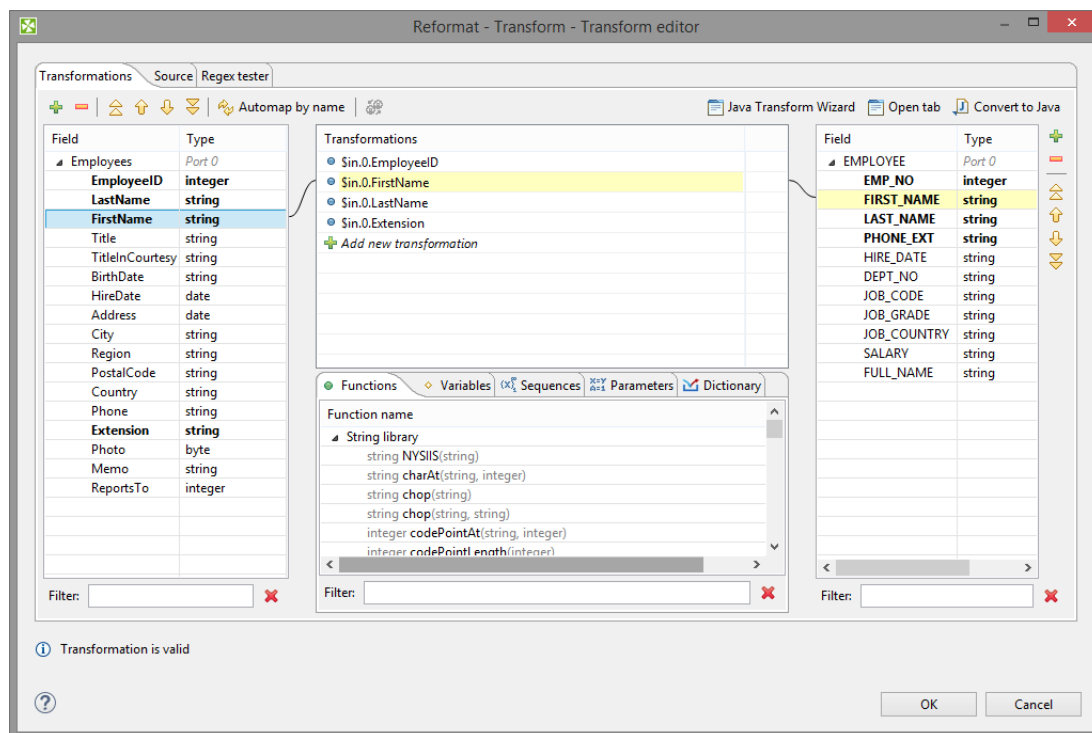 Reformat - Transform - Transform editor
Transformations Source Regex tester
Automap by name Java Transform Wizard Open tab Convert to Java
Field Type
Employees Port 0
EmployeeID integer
LastName string
FirstName string
Title string
TitleInCourtesy string
BirthDate string
HireDate date
Address date
City string
Region string
PostalCode string
Country string
Phone string
Extension string
Photo byte
Memo string
ReportsTo integer
Filter:
Transformations
$in.0.EmployeeID
$in.0.FirstName
$in.0.LastName
$in.0.Extension
Add new transformation
Functions Variables Sequences Parameters Dictionary
Function name
String library
string NYSIIS(string)
string charAt(string, integer)
string chop(string)
string chop(string, string)
integer codePointAt(string, integer)
integer codePointLength(integer)
Filter:
Field Type
EMPLOYEE Port 0
EMP_NO integer
FIRST_NAME string
LAST_NAME string
PHONE_EXT string
HIRE_DATE string
DEPT_NO string
JOB_CODE string
JOB_GRADE string
JOB_COUNTRY string
SALARY string
FULL_NAME string
Filter:
Transformation is valid
OK Cancel